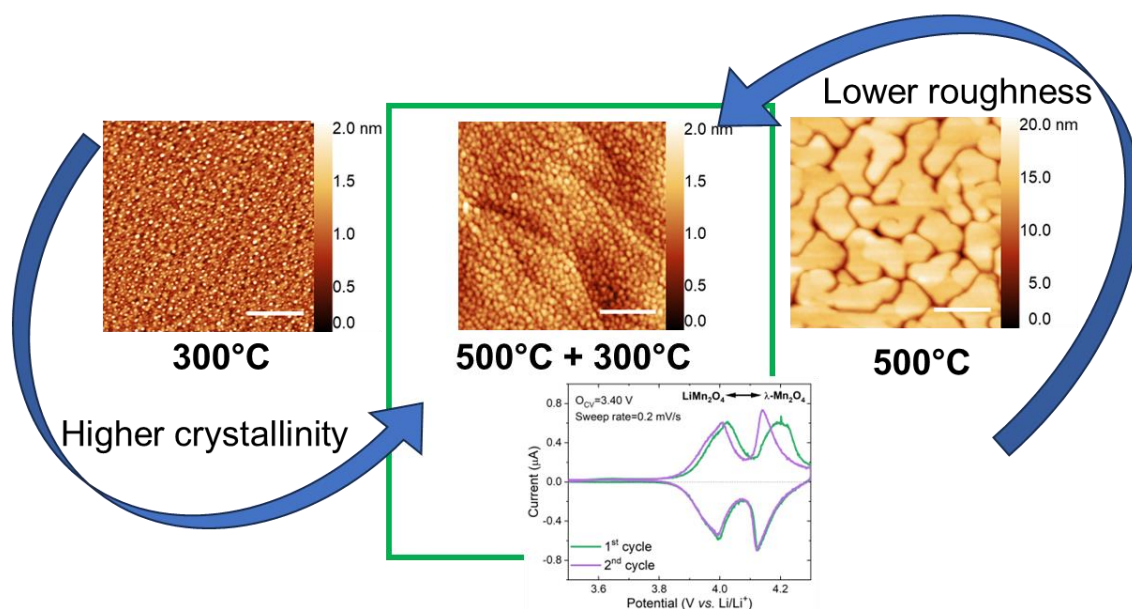 Lower roughness
2.0 nm
1.5
1.0
0.5
0.0
300°C
2.0 nm
1.5
1.0
0.5
0.0
500°C + 300°C
20.0 nm
15.0
10.0
5.0
0.0
500°C
Higher crystallinity
LiMn₂O₄ ⟷ λ-Mn₂O₄
O_CV=3.40 V
Sweep rate=0.2 mV/s
Current (µA)
0.8
0.4
0.0
-0.4
-0.8
1ˢᵗ cycle
2ⁿᵈ cycle
3.6
3.8
4.0
4.2
Potential (V vs. Li/Li⁺)